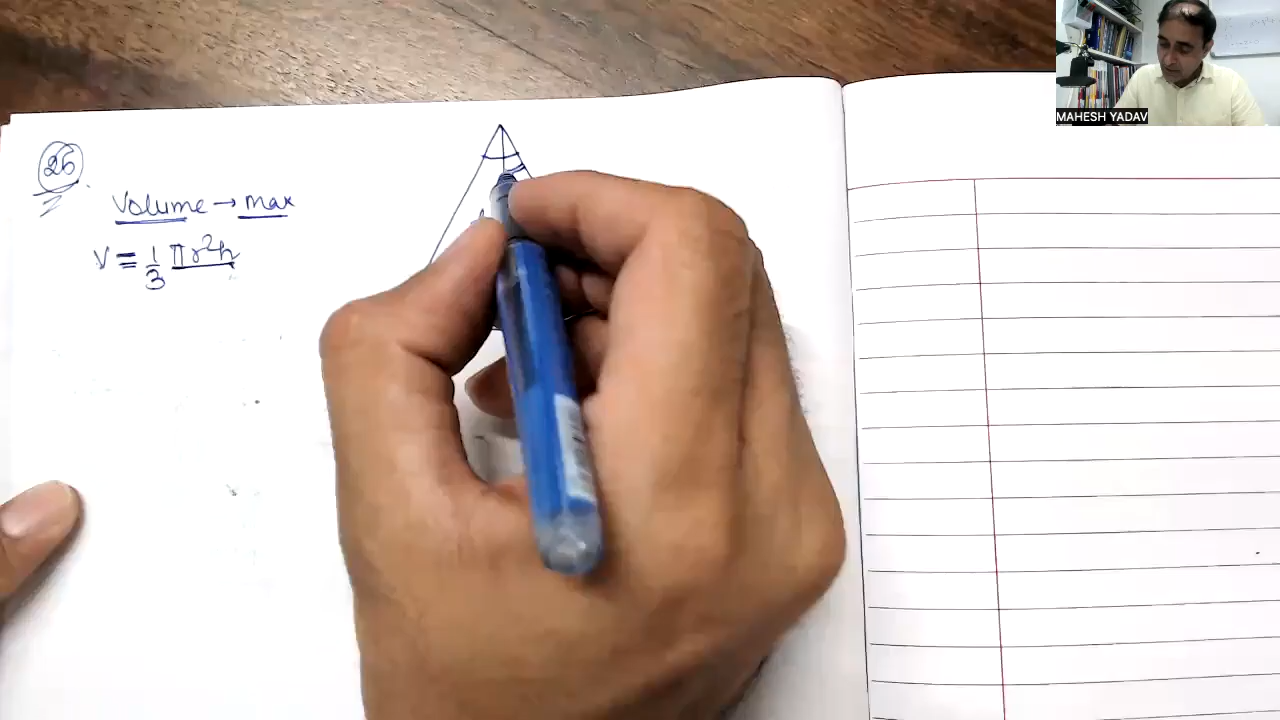 26
Volume → max
V = 1/3 πr²h
MAHESH YADAV